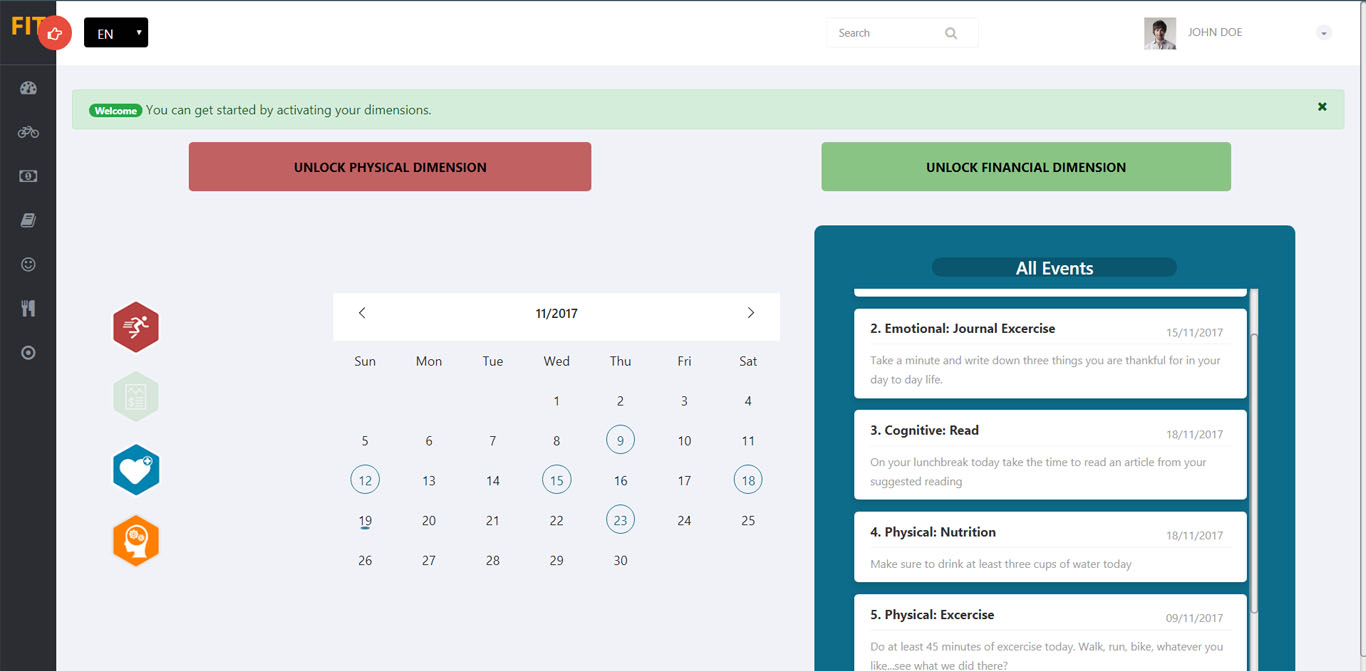 FIT
EN
Search
JOHN DOE
Welcome You can get started by activating your dimensions.
UNLOCK PHYSICAL DIMENSION
UNLOCK FINANCIAL DIMENSION
11/2017
Sun Mon Tue Wed Thu Fri Sat
1 2 3 4
5 6 7 8 9 10 11
12 13 14 15 16 17 18
19 20 21 22 23 24 25
26 27 28 29 30
All Events
2. Emotional: Journal Excercise
15/11/2017
Take a minute and write down three things you are thankful for in your
day to day life.
3. Cognitive: Read
18/11/2017
On your lunchbreak today take the time to read an article from your
suggested reading
4. Physical: Nutrition
18/11/2017
Make sure to drink at least three cups of water today
5. Physical: Excercise
09/11/2017
Do at least 45 minutes of excercise today. Walk, run, bike, whatever you
like...see what we did there?